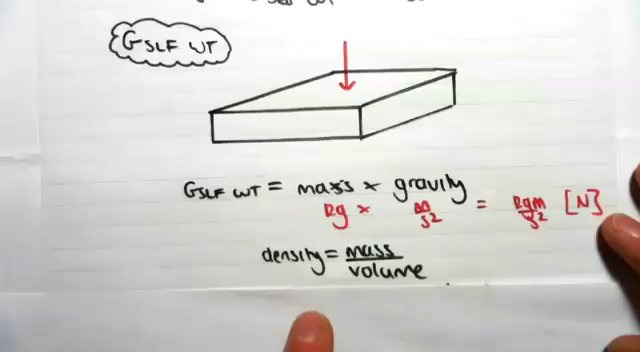 GSLF WT
GSLF WT = mass × gravity
kg × m/s² = kgm/s² [N]
density = mass/volume